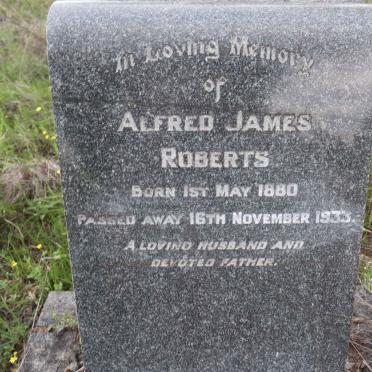 In Loving Memory
of
ALFRED JAMES
ROBERTS
BORN 1ST MAY 1880
PASSED AWAY 16TH NOVEMBER 1933.
A LOVING HUSBAND AND
DEVOTED FATHER.